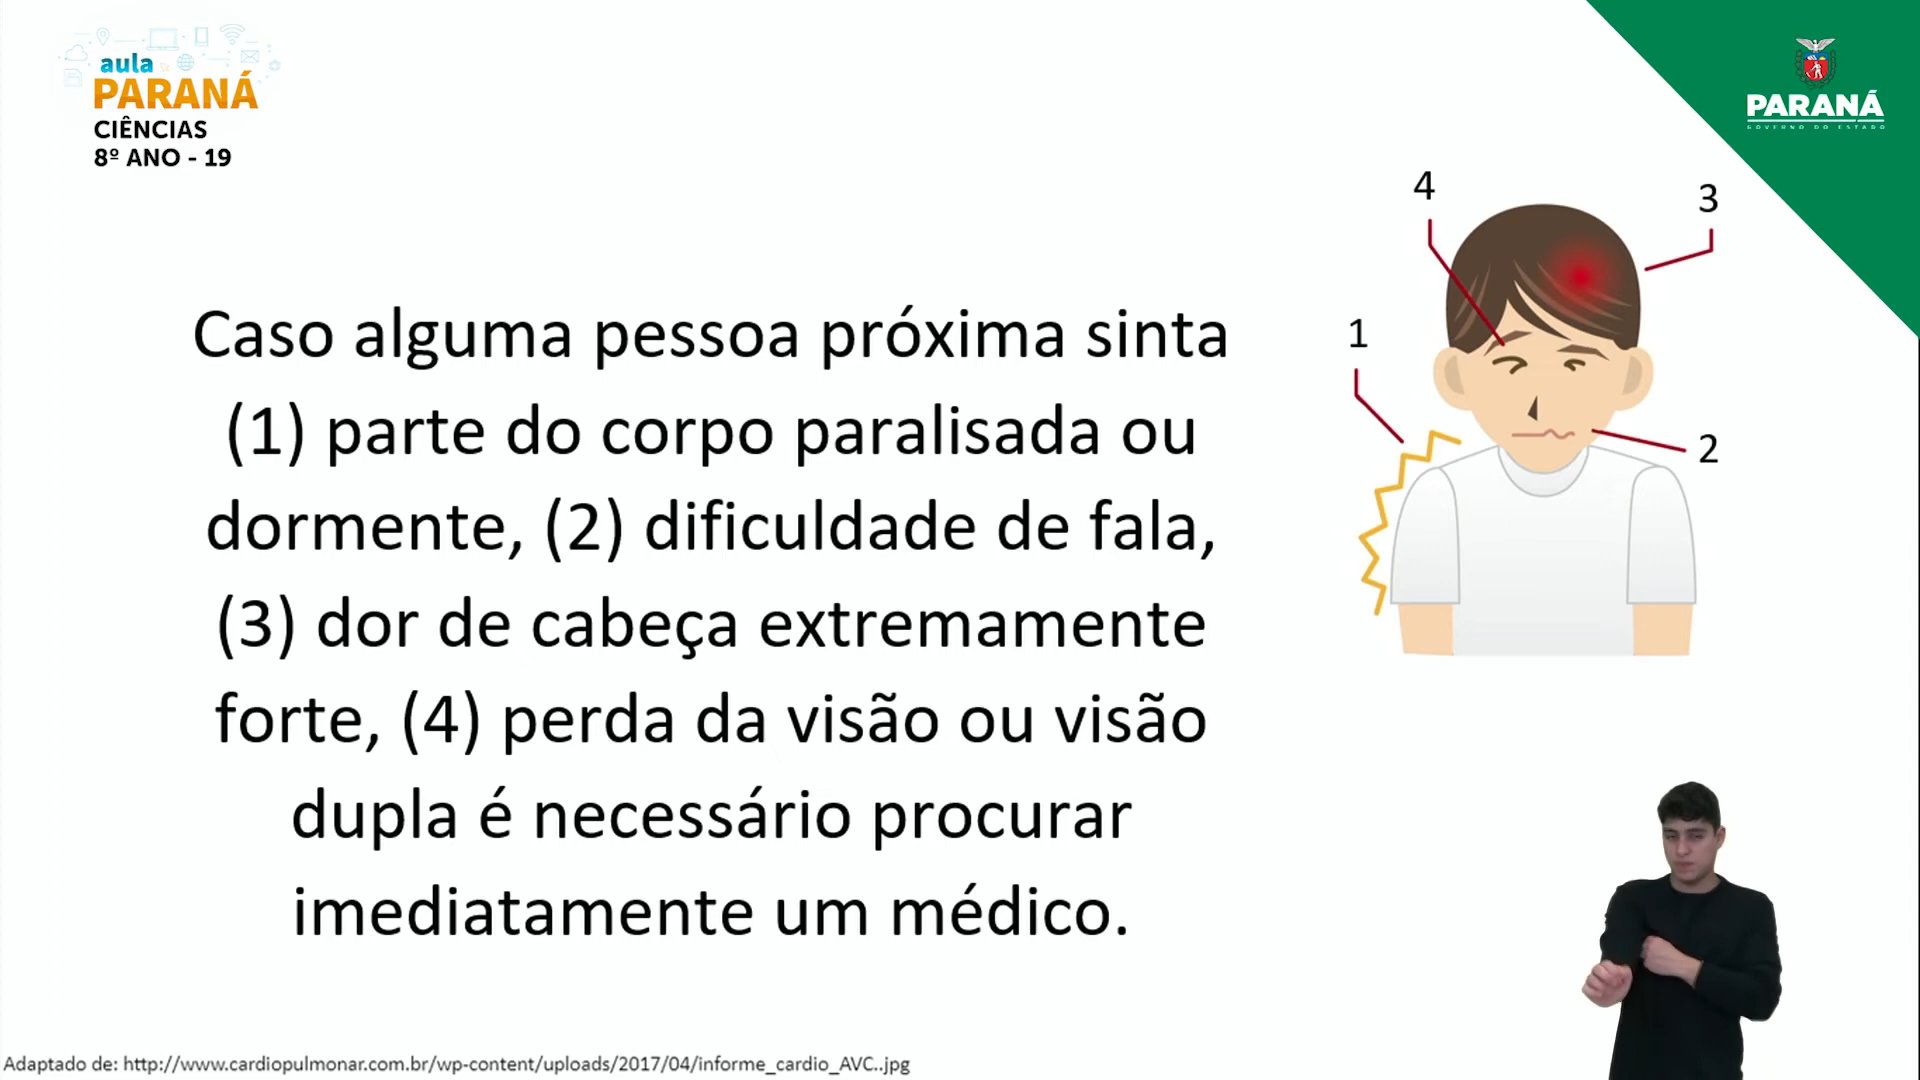 aula
PARANÁ
CIÊNCIAS
8º ANO - 19
PARANÁ
GOVERNO DO ESTADO
4
3
1
2
Caso alguma pessoa próxima sinta
(1) parte do corpo paralisada ou
dormente, (2) dificuldade de fala,
(3) dor de cabeça extremamente
forte, (4) perda da visão ou visão
dupla é necessário procurar
imediatamente um médico.
Adaptado de: http://www.cardiopulmonar.com.br/wp-content/uploads/2017/04/informe_cardio_AVC..jpg